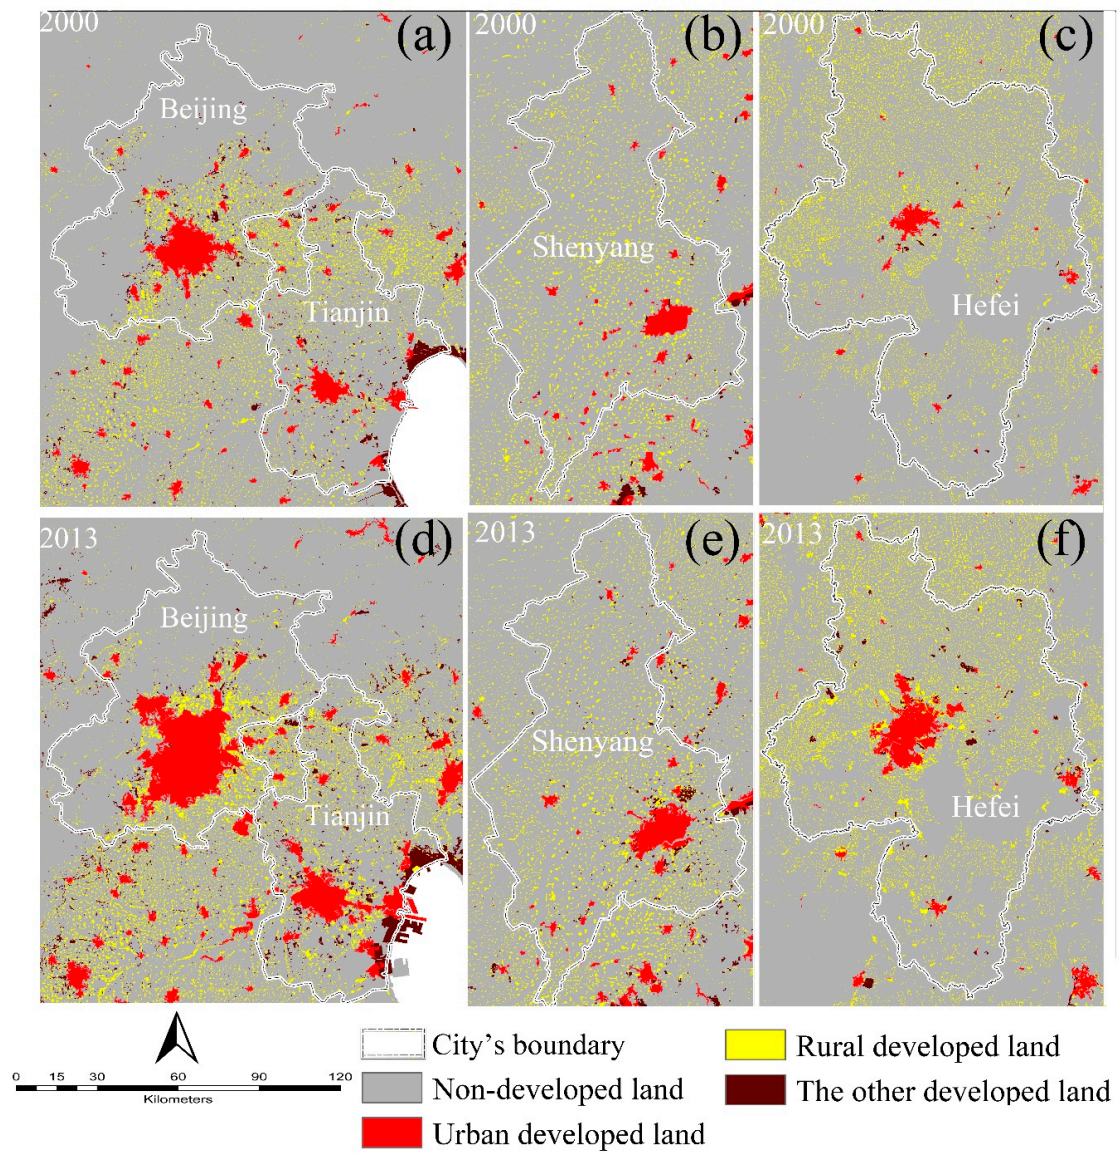 2000 (a)
2000 (b)
2000 (c)
Beijing
Shenyang
Tianjin
Hefei
2013 (d)
2013 (e)
2013 (f)
Beijing
Shenyang
Tianjin
Hefei
0 15 30 60 90 120
Kilometers
City's boundary
Non-developed land
Urban developed land
Rural developed land
The other developed land